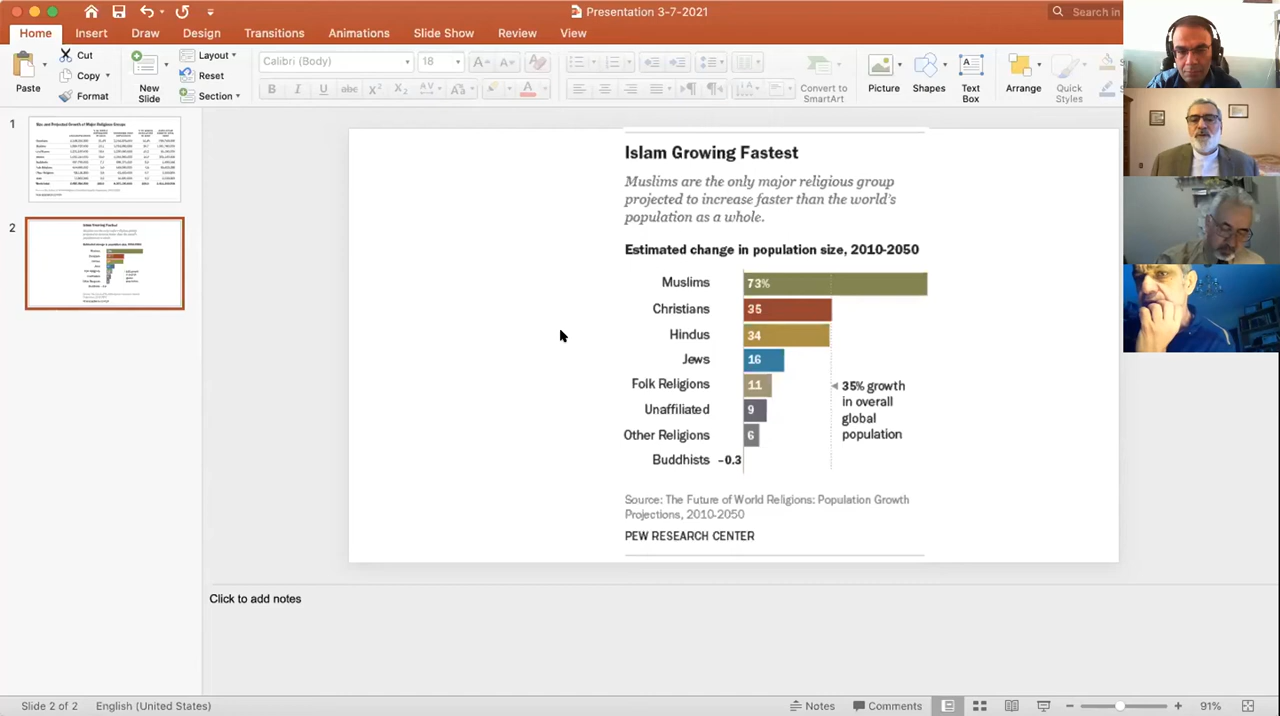 Presentation 3-7-2021
Search in
Home Insert Draw Design Transitions Animations Slide Show Review View
Paste
Cut
Copy
Format
New Slide
Layout
Reset
Section
Calibri (Body) 18
B I U abc X² X₂ AV Aa A
Convert to SmartArt
Picture
Shapes
Text Box
Arrange
Quick Styles
1
2
Islam Growing Fastest
Muslims are the only major religious group
projected to increase faster than the world's
population as a whole.
Estimated change in population size, 2010-2050
Muslims 73%
Christians 35
Hindus 34
Jews 16
Folk Religions 11
Unaffiliated 9
Other Religions 6
Buddhists -0.3
35% growth
in overall
global
population
Source: The Future of World Religions: Population Growth
Projections, 2010-2050
PEW RESEARCH CENTER
Click to add notes
Slide 2 of 2 English (United States) Notes Comments 91%